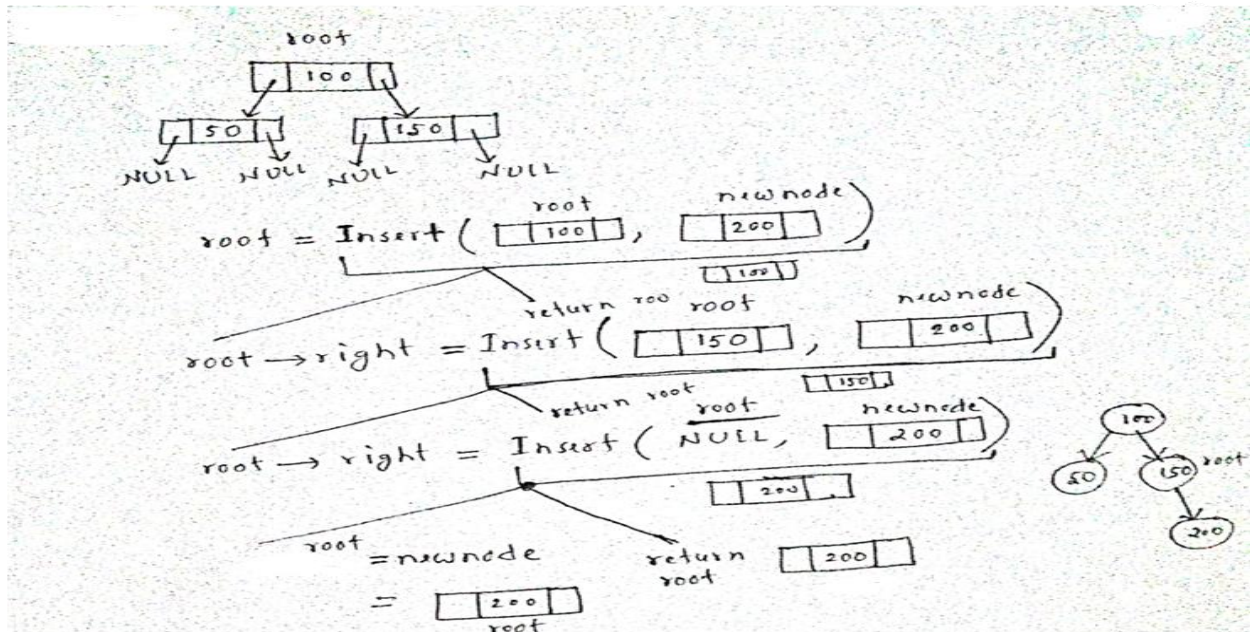 root
100
50 150
NULL NULL NULL NULL
root newnode
root = Insert ( 100 , 200 )
100
return roo root newnode
root → right = Insert ( 150 , 200 )
150
return root root newnode
root → right = Insert ( NULL, 200 )
200
100
50 150 root
200
root = newnode return root 200
= 200
root